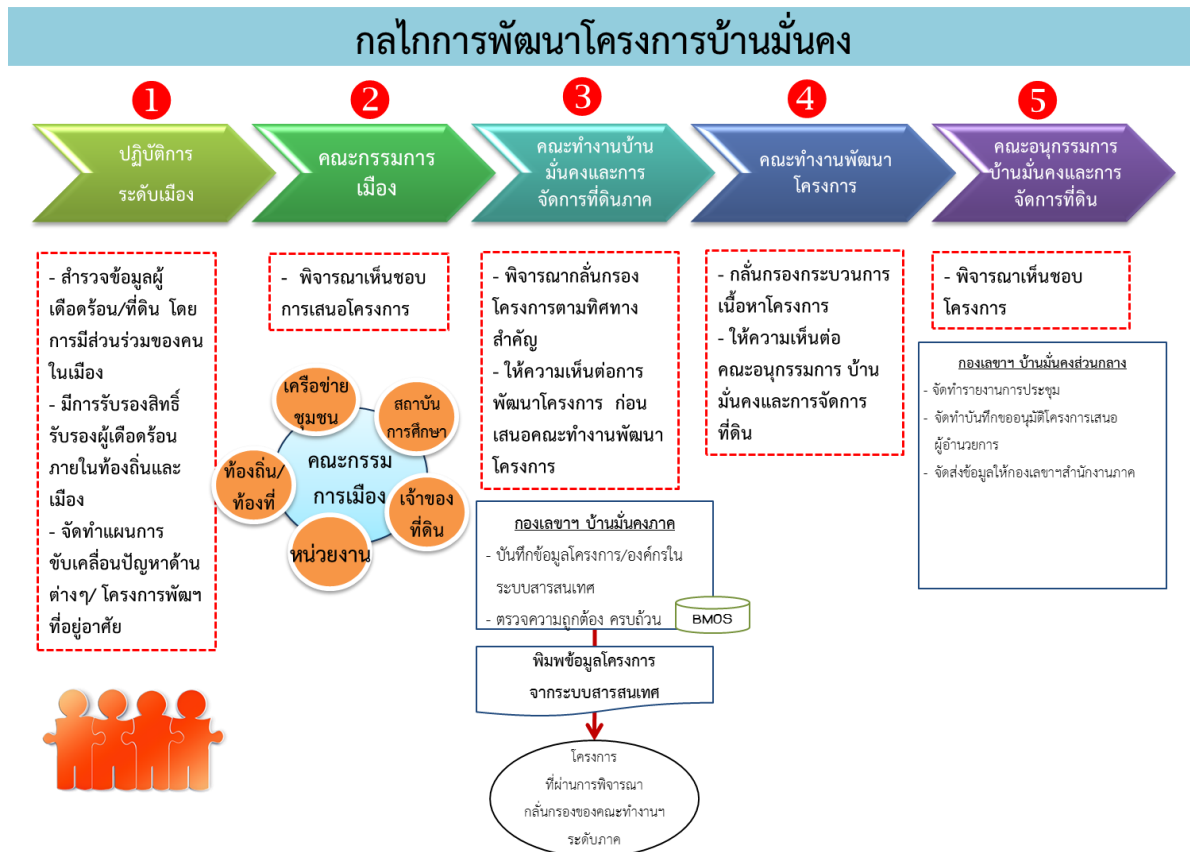 กลไกการพัฒนาโครงการบ้านมั่นคง
1
ปฏิบัติการ
ระดับเมือง
- สำรวจข้อมูลผู้
เดือดร้อน/ที่ดิน โดย
การมีส่วนร่วมของคน
ในเมือง
- มีการรับรองสิทธิ์
รับรองผู้เดือดร้อน
ภายในท้องถิ่นและ
เมือง
- จัดทำแผนการ
ขับเคลื่อนปัญหาด้าน
ต่างๆ/ โครงการพัฒฯ
ที่อยู่อาศัย
2
คณะกรรมการ
เมือง
- พิจารณาเห็นชอบ
การเสนอโครงการ
เครือข่าย
ชุมชน
สถาบัน
การศึกษา
ท้องถิ่น/
ท้องที่
คณะกรรม
การเมือง
เจ้าของ
ที่ดิน
หน่วยงาน
3
คณะทำงานบ้าน
มั่นคงและการ
จัดการที่ดินภาค
- พิจารณากลั่นกรอง
โครงการตามทิศทาง
สำคัญ
- ให้ความเห็นต่อการ
พัฒนาโครงการ ก่อน
เสนอคณะทำงานพัฒนา
โครงการ
กองเลขาฯ บ้านมั่นคงภาค
- บันทึกข้อมูลโครงการ/องค์กรใน
ระบบสารสนเทศ
- ตรวจความถูกต้อง ครบถ้วน
BMOS
พิมพข้อมูลโครงการ
จากระบบสารสนเทศ
โครงการ
ที่ผ่านการพิจารณา
กลั่นกรองของคณะทำงานฯ
ระดับภาค
4
คณะทำงานพัฒนา
โครงการ
- กลั่นกรองกระบวนการ
เนื้อหาโครงการ
- ให้ความเห็นต่อ
คณะอนุกรรมการ บ้าน
มั่นคงและการจัดการ
ที่ดิน
5
คณะอนุกรรมการ
บ้านมั่นคงและการ
จัดการที่ดิน
- พิจารณาเห็นชอบ
โครงการ
กองเลขาฯ บ้านมั่นคงส่วนกลาง
- จัดทำรายงานการประชุม
- จัดทำบันทึกขออนุมัติโครงการเสนอ
ผู้อำนวยการ
- จัดส่งข้อมูลให้กองเลขาฯสำนักงานภาค